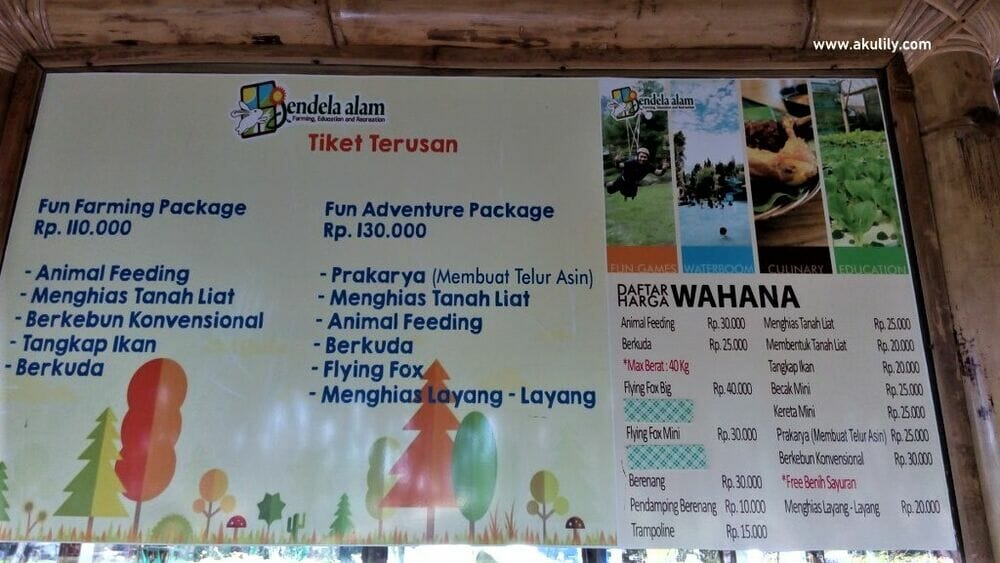 www.akulily.com
Jendela alam
Farming, Education and Recreation
Tiket Terusan
Fun Farming Package
Rp. 110.000
- Animal Feeding
- Menghias Tanah Liat
- Berkebun Konvensional
- Tangkap Ikan
- Berkuda
Fun Adventure Package
Rp. 130.000
- Prakarya (Membuat Telur Asin)
- Menghias Tanah Liat
- Animal Feeding
- Berkuda
- Flying Fox
- Menghias Layang - Layang
Jendela alam
Farming, Education and Recreation
FUN GAMES WATERBOOM CULINARY EDUCATION
DAFTAR HARGA WAHANA
Animal Feeding Rp. 30.000
Berkuda Rp. 25.000
*Max Berat : 40 Kg
Flying Fox Big Rp. 40.000
Flying Fox Mini Rp. 30.000
Berenang Rp. 30.000
Pendamping Berenang Rp. 10.000
Trampoline Rp. 15.000
Menghias Tanah Liat Rp. 25.000
Membentuk Tanah Liat Rp. 20.000
Tangkap Ikan Rp. 20.000
Becak Mini Rp. 25.000
Kereta Mini Rp. 25.000
Prakarya (Membuat Telur Asin) Rp. 25.000
Berkebun Konvensional Rp. 30.000
*Free Benih Sayuran
Menghias Layang - Layang Rp. 20.000